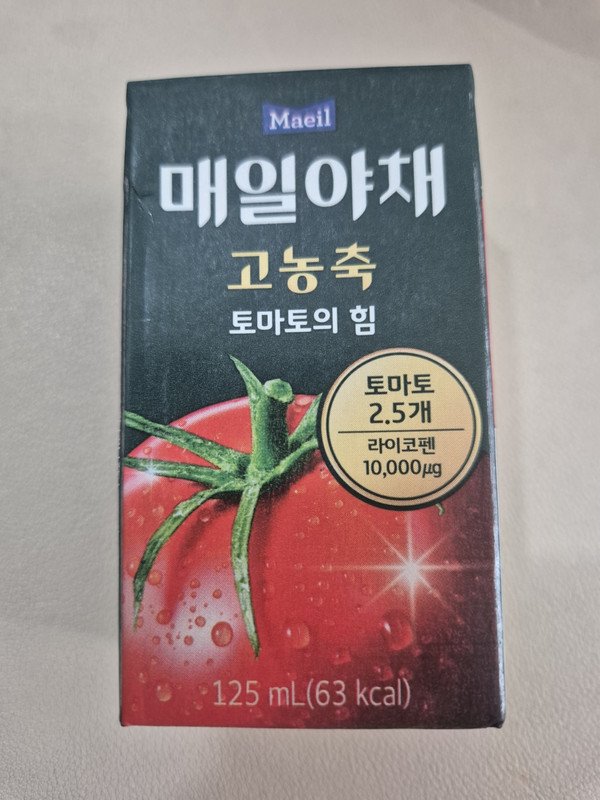 Maeil
매일야채
고농축
토마토의 힘
토마토
2.5개
라이코펜
10,000㎍
125 mL(63 kcal)